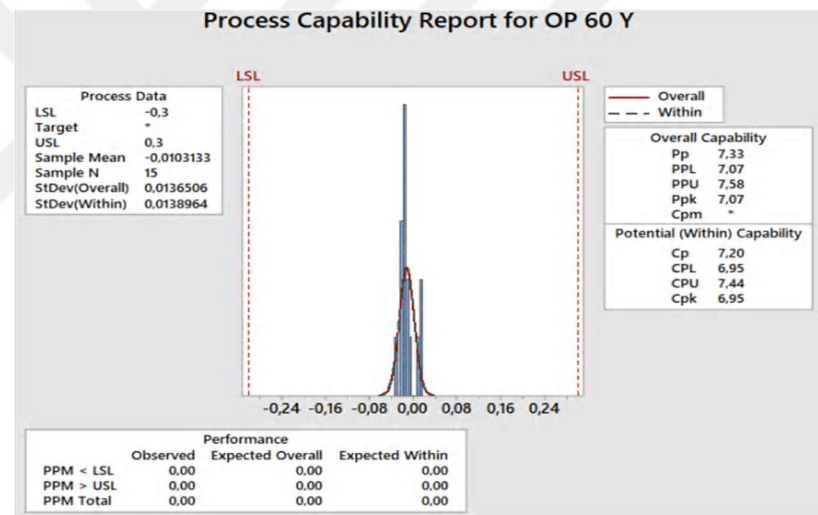 Process Capability Report for OP 60 Y
LSL USL
Process Data
LSL -0,3
Target *
USL 0,3
Sample Mean -0,0103133
Sample N 15
StDev(Overall) 0,0136506
StDev(Within) 0,0138964
Overall
Within
Overall Capability
Pp 7,33
PPL 7,07
PPU 7,58
Ppk 7,07
Cpm *
Potential (Within) Capability
Cp 7,20
CPL 6,95
CPU 7,44
Cpk 6,95
-0,24 -0,16 -0,08 0,00 0,08 0,16 0,24
Performance
Observed Expected Overall Expected Within
PPM < LSL 0,00 0,00 0,00
PPM > USL 0,00 0,00 0,00
PPM Total 0,00 0,00 0,00